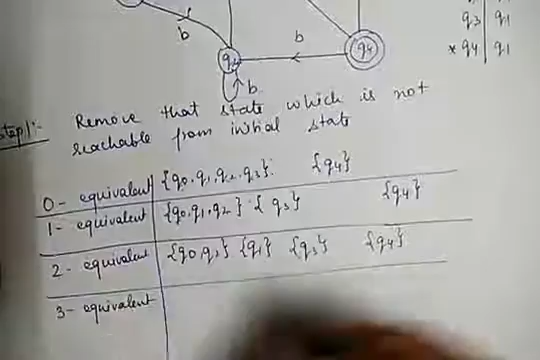 b
b
q3 q1
* q4 q1
q2
q4
b
Step 1:- Remove that state which is not
reachable from initial state
0 - equivalent {q0, q1, q2, q3} {q4}
1 - equivalent {q0, q1, q2} {q3} {q4}
2 - equivalent {q0, q2} {q1} {q3} {q4}
3 - equivalent